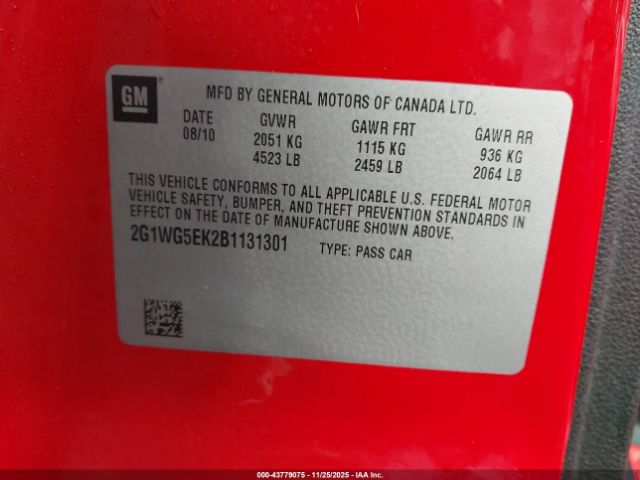 GM
®
MFD BY GENERAL MOTORS OF CANADA LTD.
DATE GVWR GAWR FRT GAWR RR
08/10 2051 KG 1115 KG 936 KG
4523 LB 2459 LB 2064 LB
THIS VEHICLE CONFORMS TO ALL APPLICABLE U.S. FEDERAL MOTOR
VEHICLE SAFETY, BUMPER, AND THEFT PREVENTION STANDARDS IN
EFFECT ON THE DATE OF MANUFACTURE SHOWN ABOVE.
2G1WG5EK2B1131301 TYPE: PASS CAR
000-43779075 - 11/25/2025 - IAA Inc.